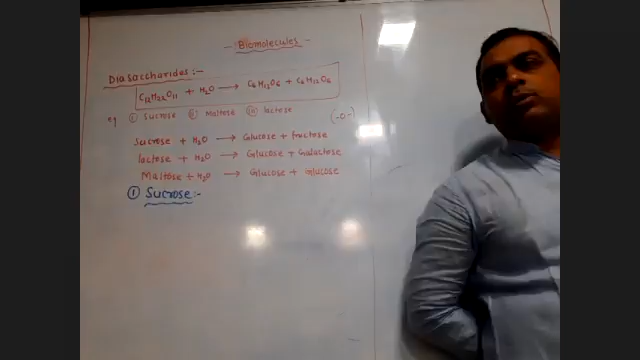 - Biomolecules -
Diasaccharides :-
C12H22O11 + H2O → C6H12O6 + C6H12O6
eg ① Sucrose ② Maltose ③ lactose (-O-)
Sucrose + H2O → Glucose + fructose
lactose + H2O → Glucose + Galactose
Maltose + H2O → Glucose + Glucose
① Sucrose :-